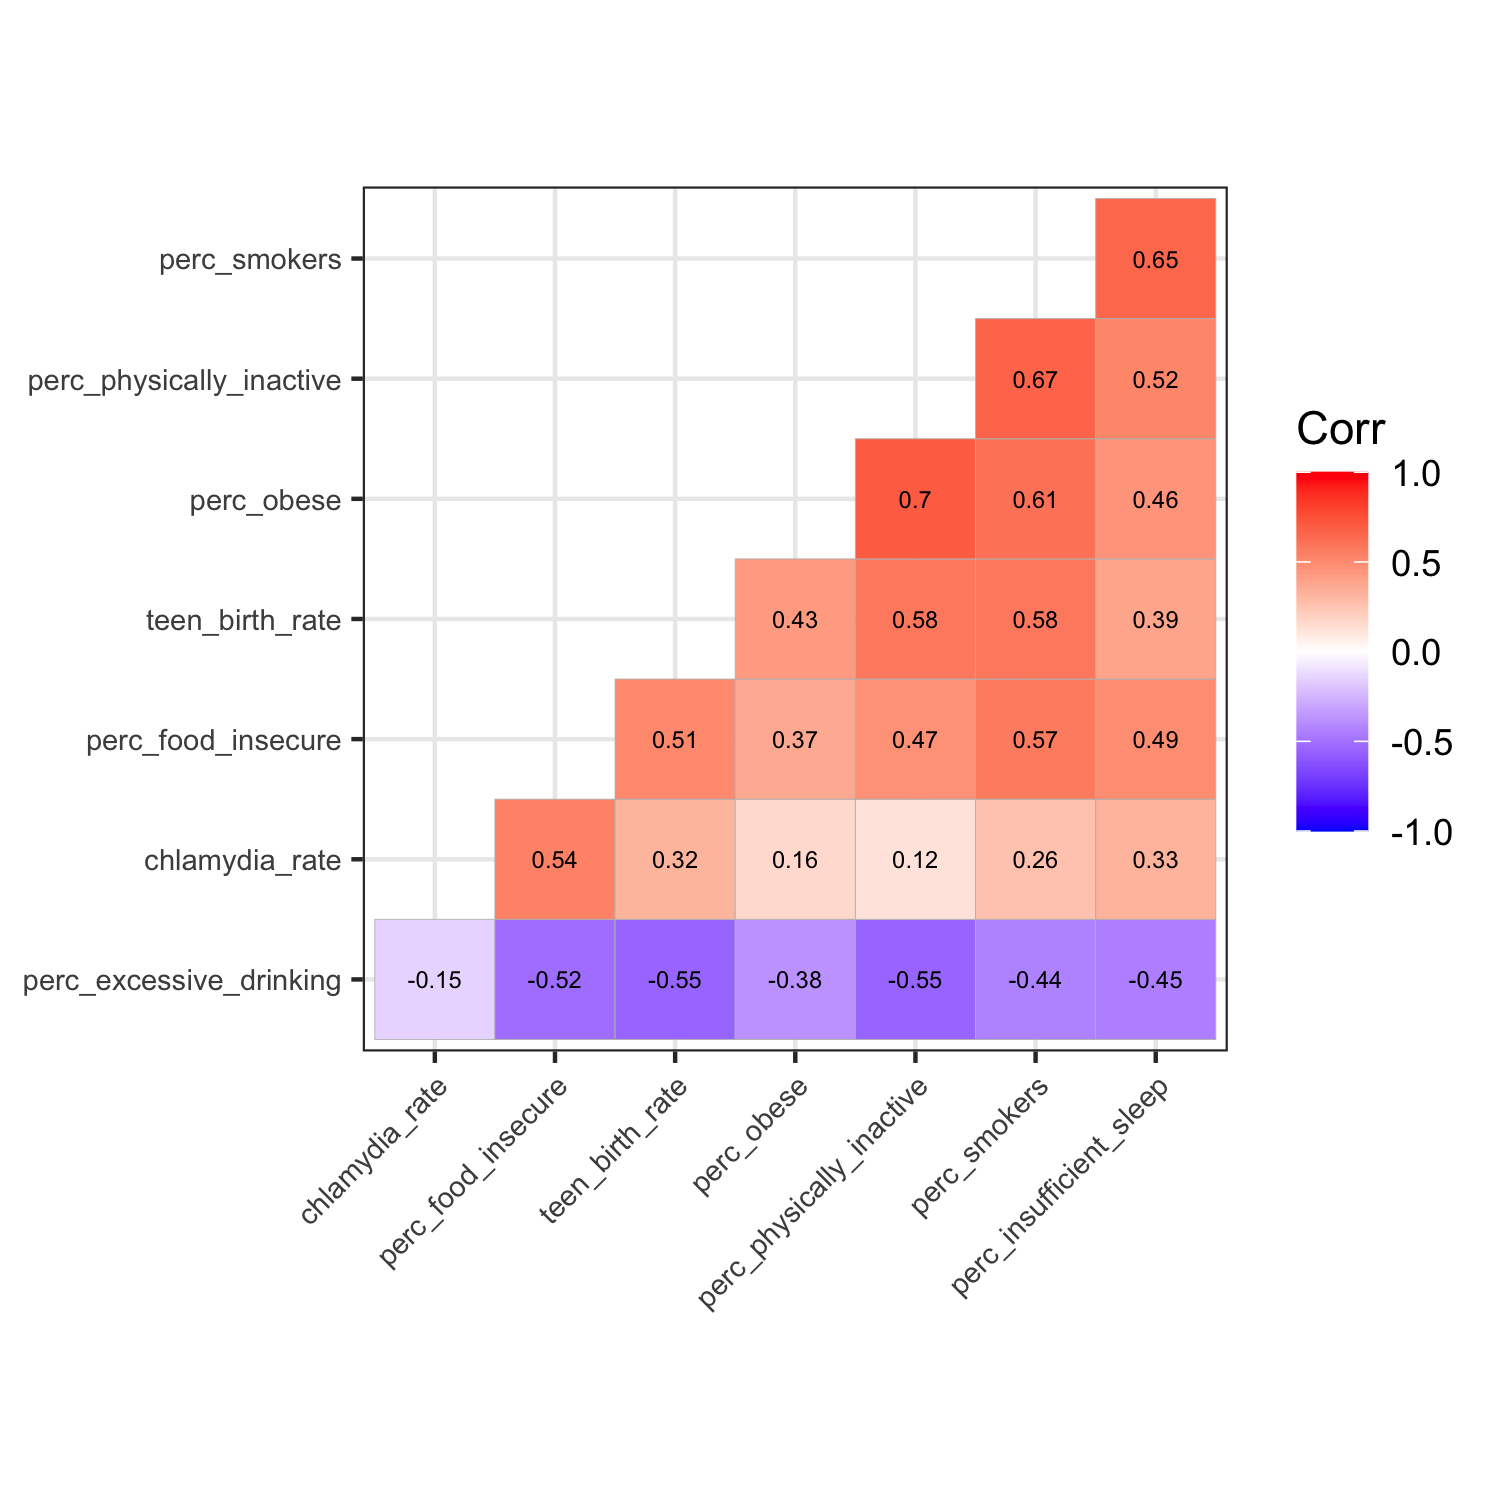 perc_smokers 0.65
perc_physically_inactive 0.67 0.52
perc_obese 0.7 0.61 0.46
teen_birth_rate 0.43 0.58 0.58 0.39
perc_food_insecure 0.51 0.37 0.47 0.57 0.49
chlamydia_rate 0.54 0.32 0.16 0.12 0.26 0.33
perc_excessive_drinking -0.15 -0.52 -0.55 -0.38 -0.55 -0.44 -0.45
chlamydia_rate
perc_food_insecure
teen_birth_rate
perc_obese
perc_physically_inactive
perc_smokers
perc_insufficient_sleep
Corr
1.0
0.5
0.0
-0.5
-1.0